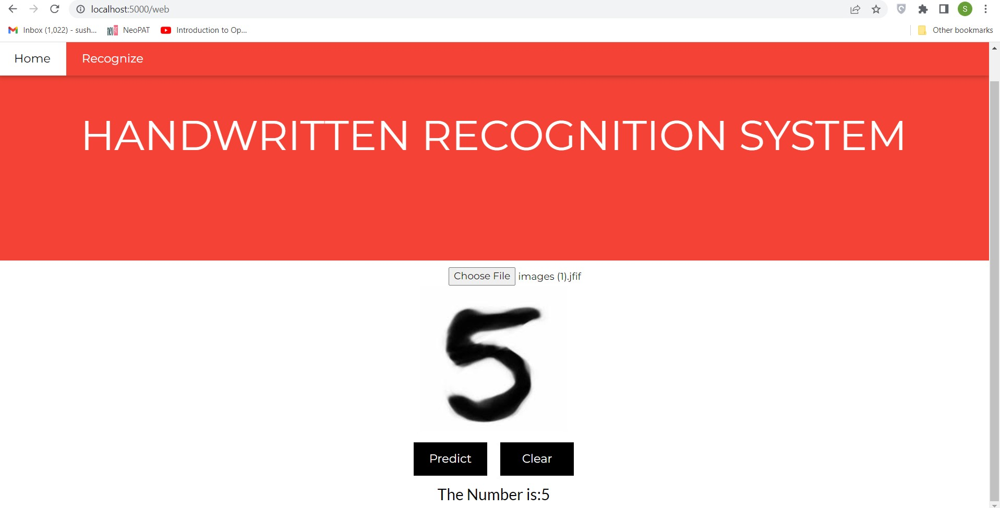 localhost:5000/web
S
Inbox (1,022) - sush... NeoPAT Introduction to Op... Other bookmarks
Home Recognize
HANDWRITTEN RECOGNITION SYSTEM
Choose File images (1).jfif
5
Predict Clear
The Number is:5